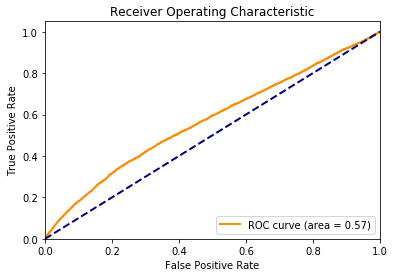 Receiver Operating Characteristic
True Positive Rate
1.0
0.8
0.6
0.4
0.2
0.0
ROC curve (area = 0.57)
0.0 0.2 0.4 0.6 0.8 1.0
False Positive Rate